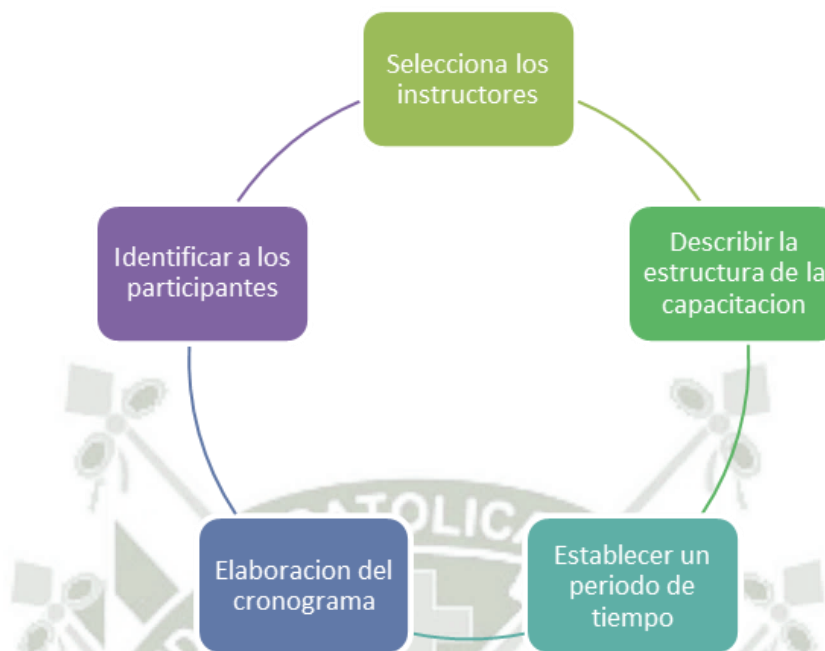 Selecciona los
instructores
Describir la
estructura de la
capacitacion
Establecer un
periodo de
tiempo
Elaboracion del
cronograma
Identificar a los
participantes
CATOLICA